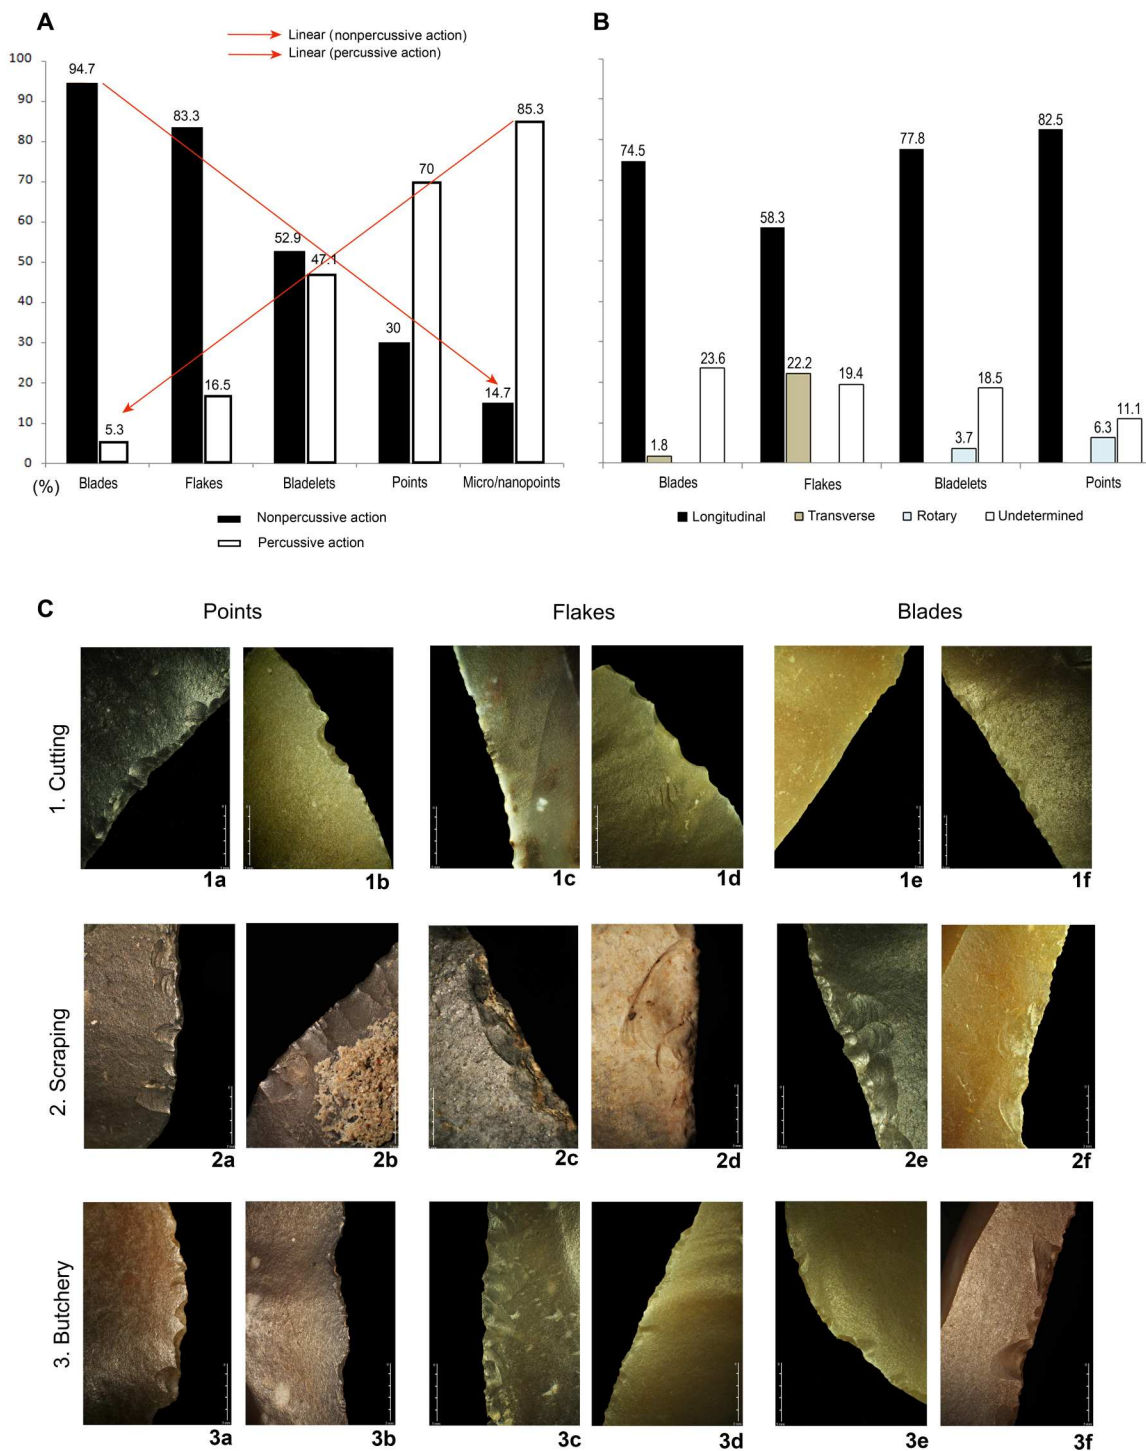 A
B
Linear (nonpercussive action)
Linear (percussive action)
100
90
80
70
60
50
40
30
20
10
0
(%)
94.7
5.3
83.3
16.5
52.9
47.1
30
70
14.7
85.3
Blades Flakes Bladelets Points Micro/nanopoints
Nonpercussive action
Percussive action
74.5
1.8
23.6
58.3
22.2
19.4
77.8
3.7
18.5
82.5
6.3
11.1
Blades Flakes Bladelets Points
Longitudinal Transverse Rotary Undetermined
C
Points Flakes Blades
1. Cutting
1a 1b 1c 1d 1e 1f
2. Scraping
2a 2b 2c 2d 2e 2f
3. Butchery
3a 3b 3c 3d 3e 3f